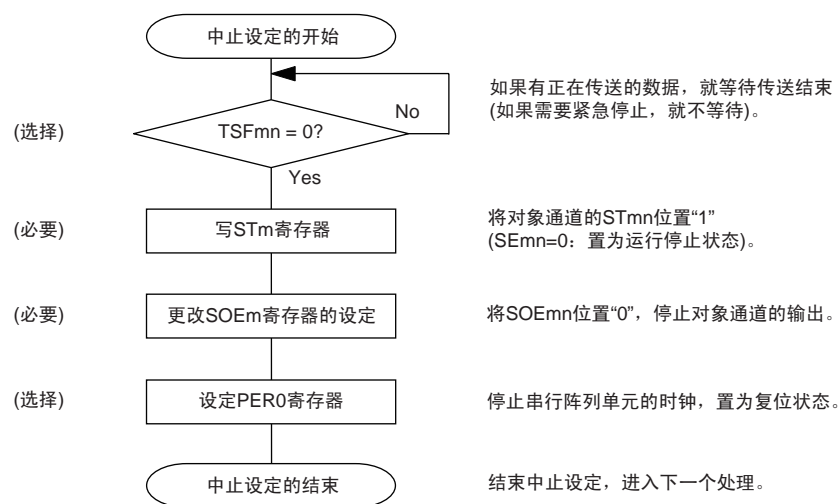 中止设定的开始
如果有正在传送的数据，就等待传送结束
(如果需要紧急停止，就不等待)。
No
(选择)
TSFmn = 0?
Yes
(必要)
写STm寄存器
将对象通道的STmn位置“1”
(SEmn=0：置为运行停止状态)。
(必要)
更改SOEm寄存器的设定
将SOEmn位置“0”，停止对象通道的输出。
(选择)
设定PER0寄存器
停止串行阵列单元的时钟，置为复位状态。
中止设定的结束
结束中止设定，进入下一个处理。